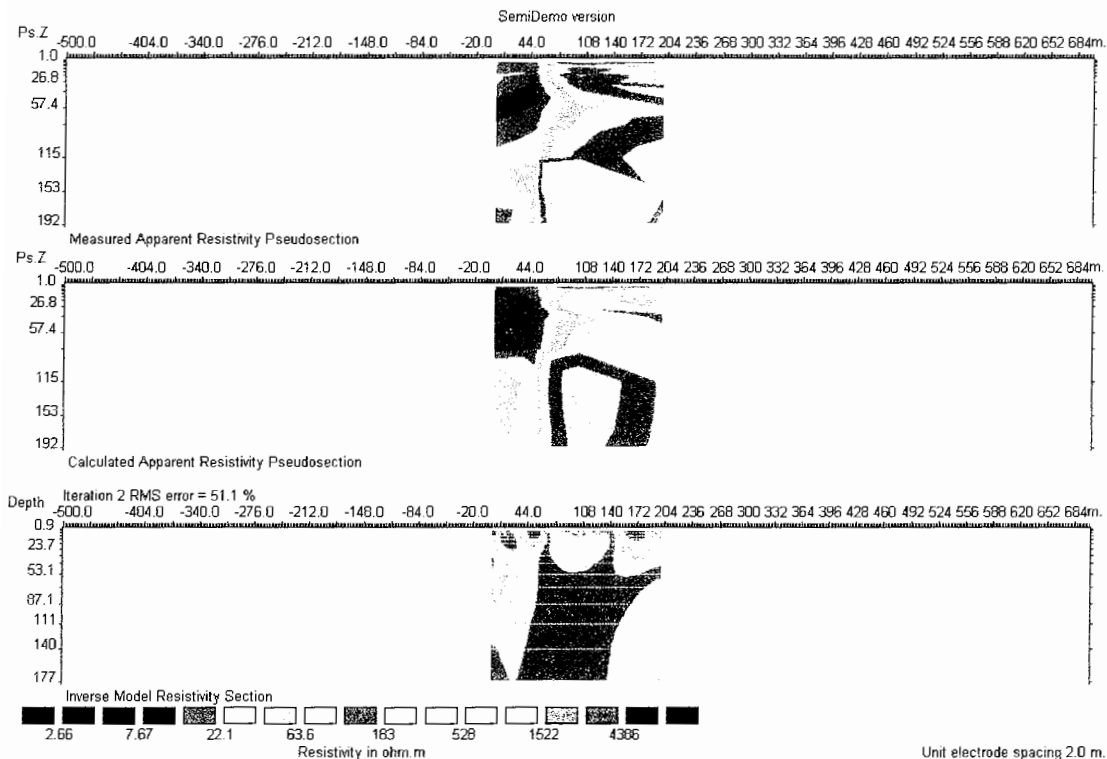 SemiDemo version
Ps.Z
-500.0 -404.0 -340.0 -276.0 -212.0 -148.0 -84.0 -20.0 44.0 108 140 172 204 236 268 300 332 364 396 428 460 492 524 556 588 620 652 684m.
1.0
26.8
57.4
115
153
192
Measured Apparent Resistivity Pseudosection
Ps.Z
-500.0 -404.0 -340.0 -276.0 -212.0 -148.0 -84.0 -20.0 44.0 108 140 172 204 236 268 300 332 364 396 428 460 492 524 556 588 620 652 684m.
1.0
26.8
57.4
115
153
192
Calculated Apparent Resistivity Pseudosection
Depth Iteration 2 RMS error = 51.1 %
-500.0 -404.0 -340.0 -276.0 -212.0 -148.0 -84.0 -20.0 44.0 108 140 172 204 236 268 300 332 364 396 428 460 492 524 556 588 620 652 684m.
0.9
23.7
53.1
87.1
111
140
177
Inverse Model Resistivity Section
2.66 7.67 22.1 63.6 183 528 1522 4386
Resistivity in ohm.m Unit electrode spacing 2.0 m.